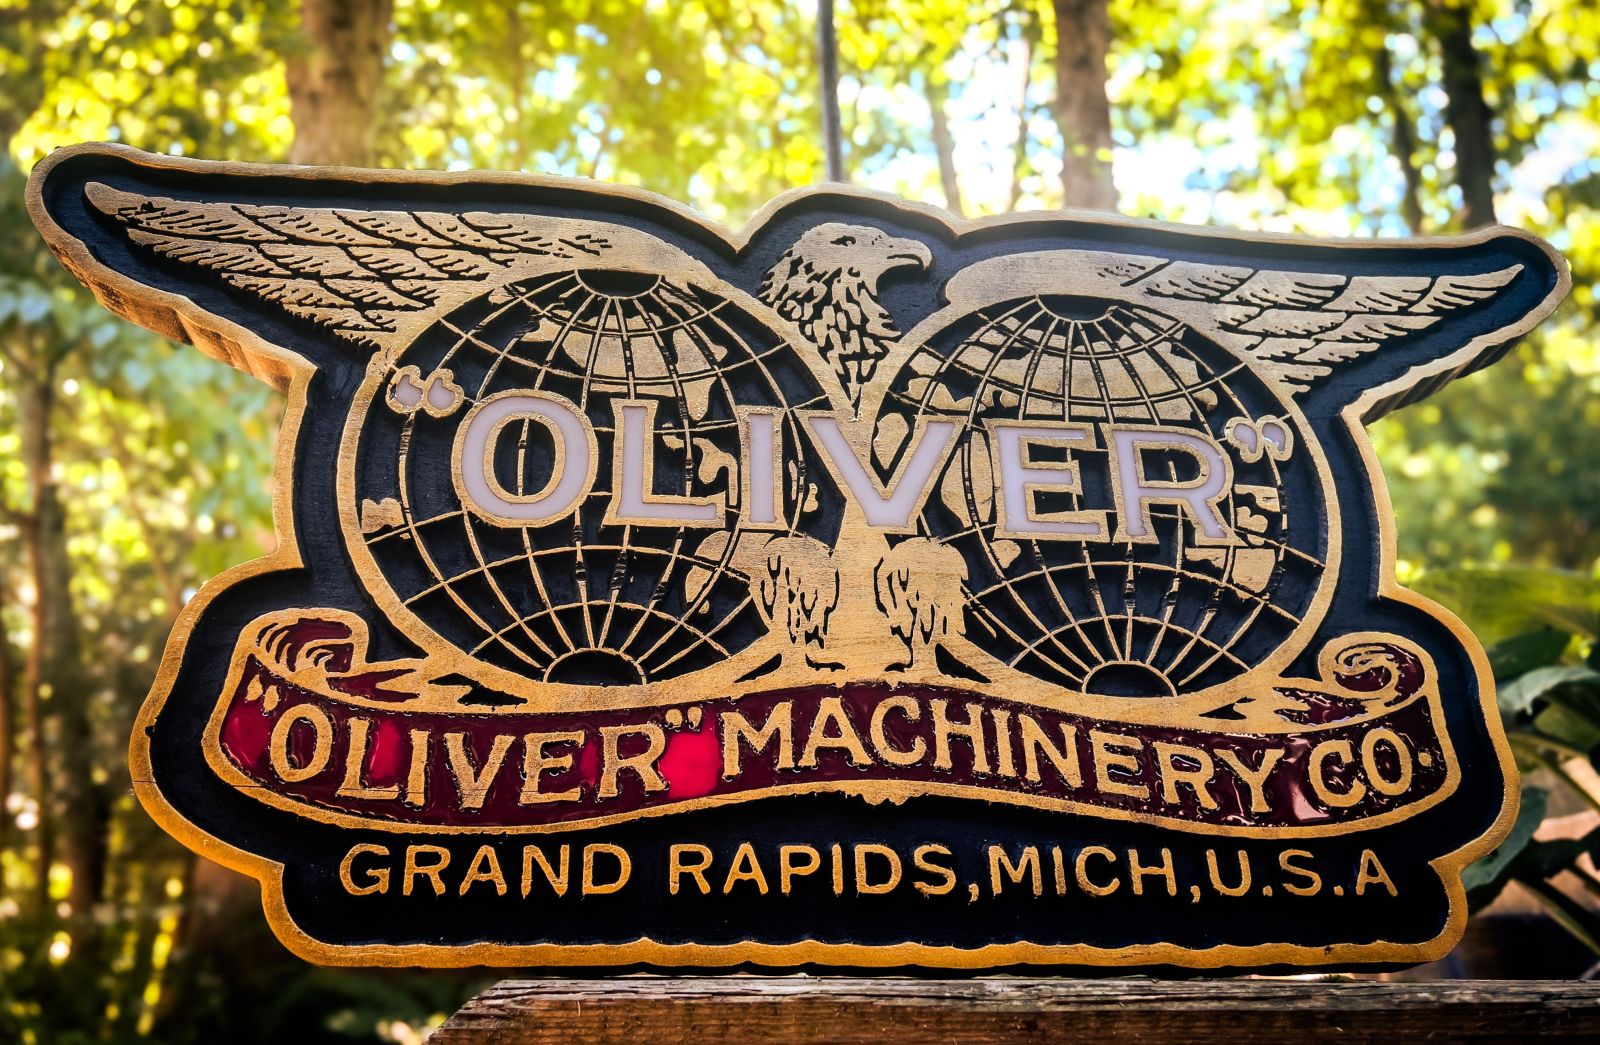 “OLIVER”
“OLIVER” MACHINERY CO.
GRAND RAPIDS, MICH, U.S.A